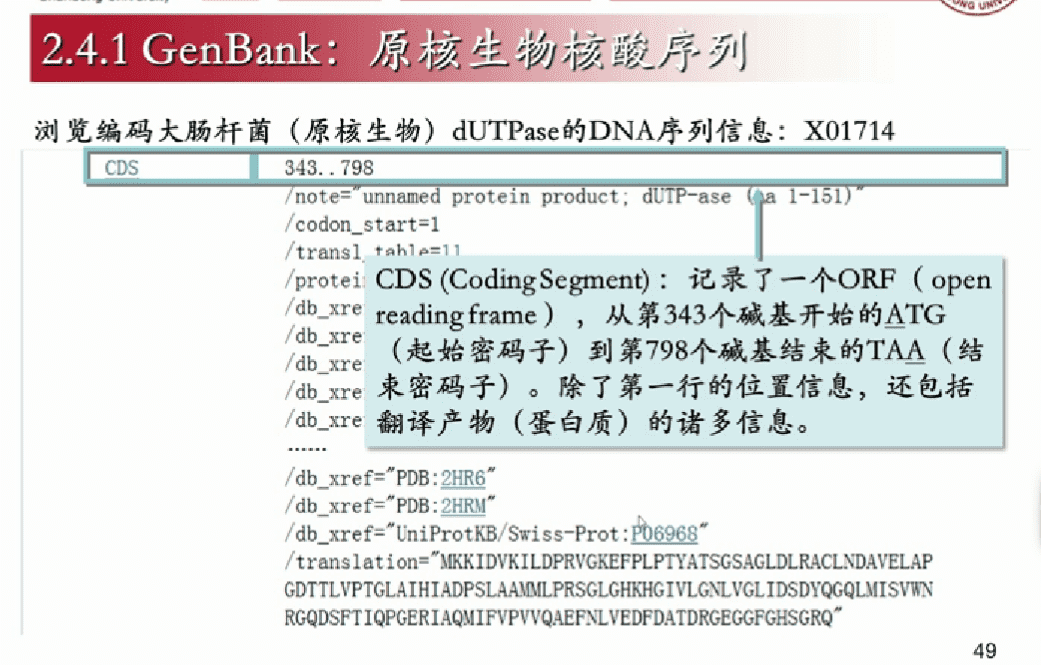 2.4.1 GenBank：原核生物核酸序列
浏览编码大肠杆菌（原核生物）dUTPase的DNA序列信息：X01714
CDS 343..798
/note="unnamed protein product; dUTP-ase (aa 1-151)"
/codon_start=1
/transl_table=11
/protei
/db_xre
/db_xre
/db_xre
/db_xre
/db_xre
CDS (Coding Segment)：记录了一个ORF（open
reading frame），从第343个碱基开始的ATG
（起始密码子）到第798个碱基结束的TAA（结
束密码子）。除了第一行的位置信息，还包括
翻译产物（蛋白质）的诸多信息。
......
/db_xref="PDB:2HR6"
/db_xref="PDB:2HRM"
/db_xref="UniProtKB/Swiss-Prot:P06968"
/translation="MKKIDVKILDPRVGKEFPLPTYATSGSAGLDLRACLNDAVELAP
GDTTLVPTGLAIHIADPSLAAMMLPRSGLGHKHGIVLGNLVGLIDSDYQGQLMISVWN
RGQDSFTIQPGERIAQMIFVPVVQAEFNLVEDFDATDRGEGGFGHSGRQ"
49